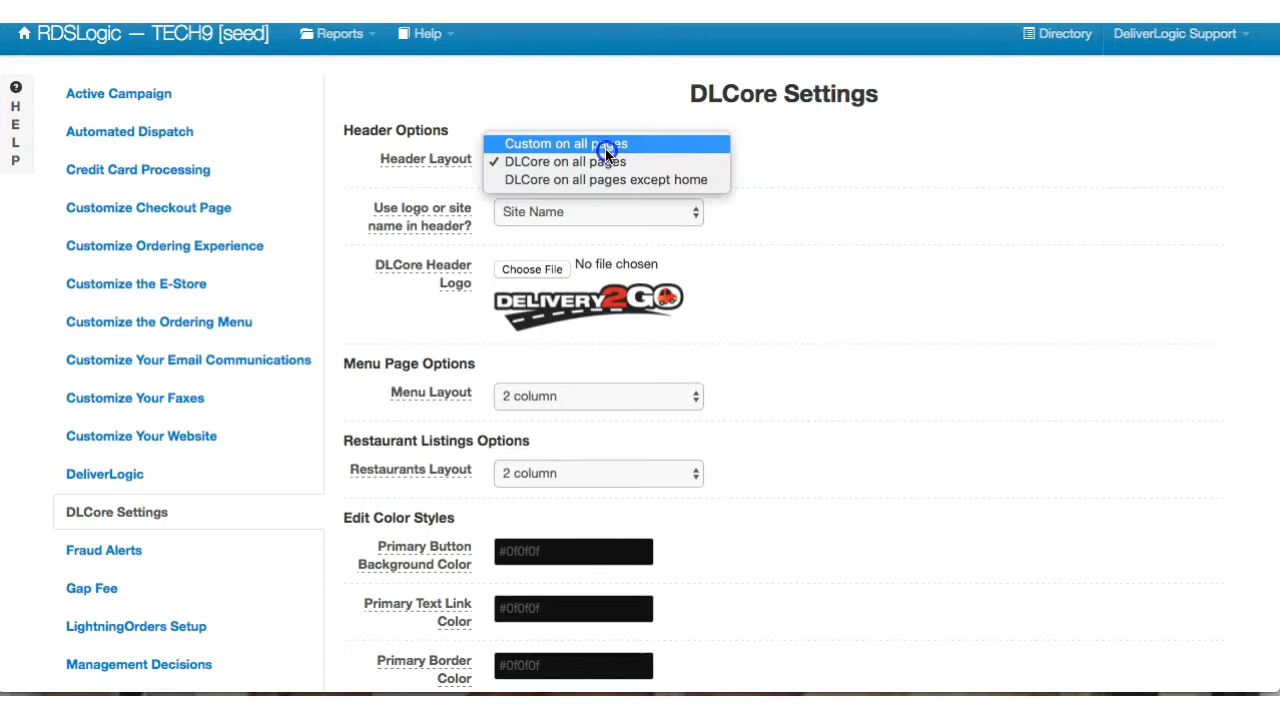 RDSLogic — TECH9 [seed]
Reports
Help
Directory
DeliverLogic Support
?
H
E
L
P
Active Campaign
Automated Dispatch
Credit Card Processing
Customize Checkout Page
Customize Ordering Experience
Customize the E-Store
Customize the Ordering Menu
Customize Your Email Communications
Customize Your Faxes
Customize Your Website
DeliverLogic
DLCore Settings
Fraud Alerts
Gap Fee
LightningOrders Setup
Management Decisions
DLCore Settings
Header Options
Header Layout
Custom on all pages
✓ DLCore on all pages
DLCore on all pages except home
Use logo or site
name in header?
Site Name
DLCore Header
Logo
Choose File No file chosen
DELIVERY2GO
Menu Page Options
Menu Layout
2 column
Restaurant Listings Options
Restaurants Layout
2 column
Edit Color Styles
Primary Button
Background Color
#0f0f0f
Primary Text Link
Color
#0f0f0f
Primary Border
Color
#0f0f0f